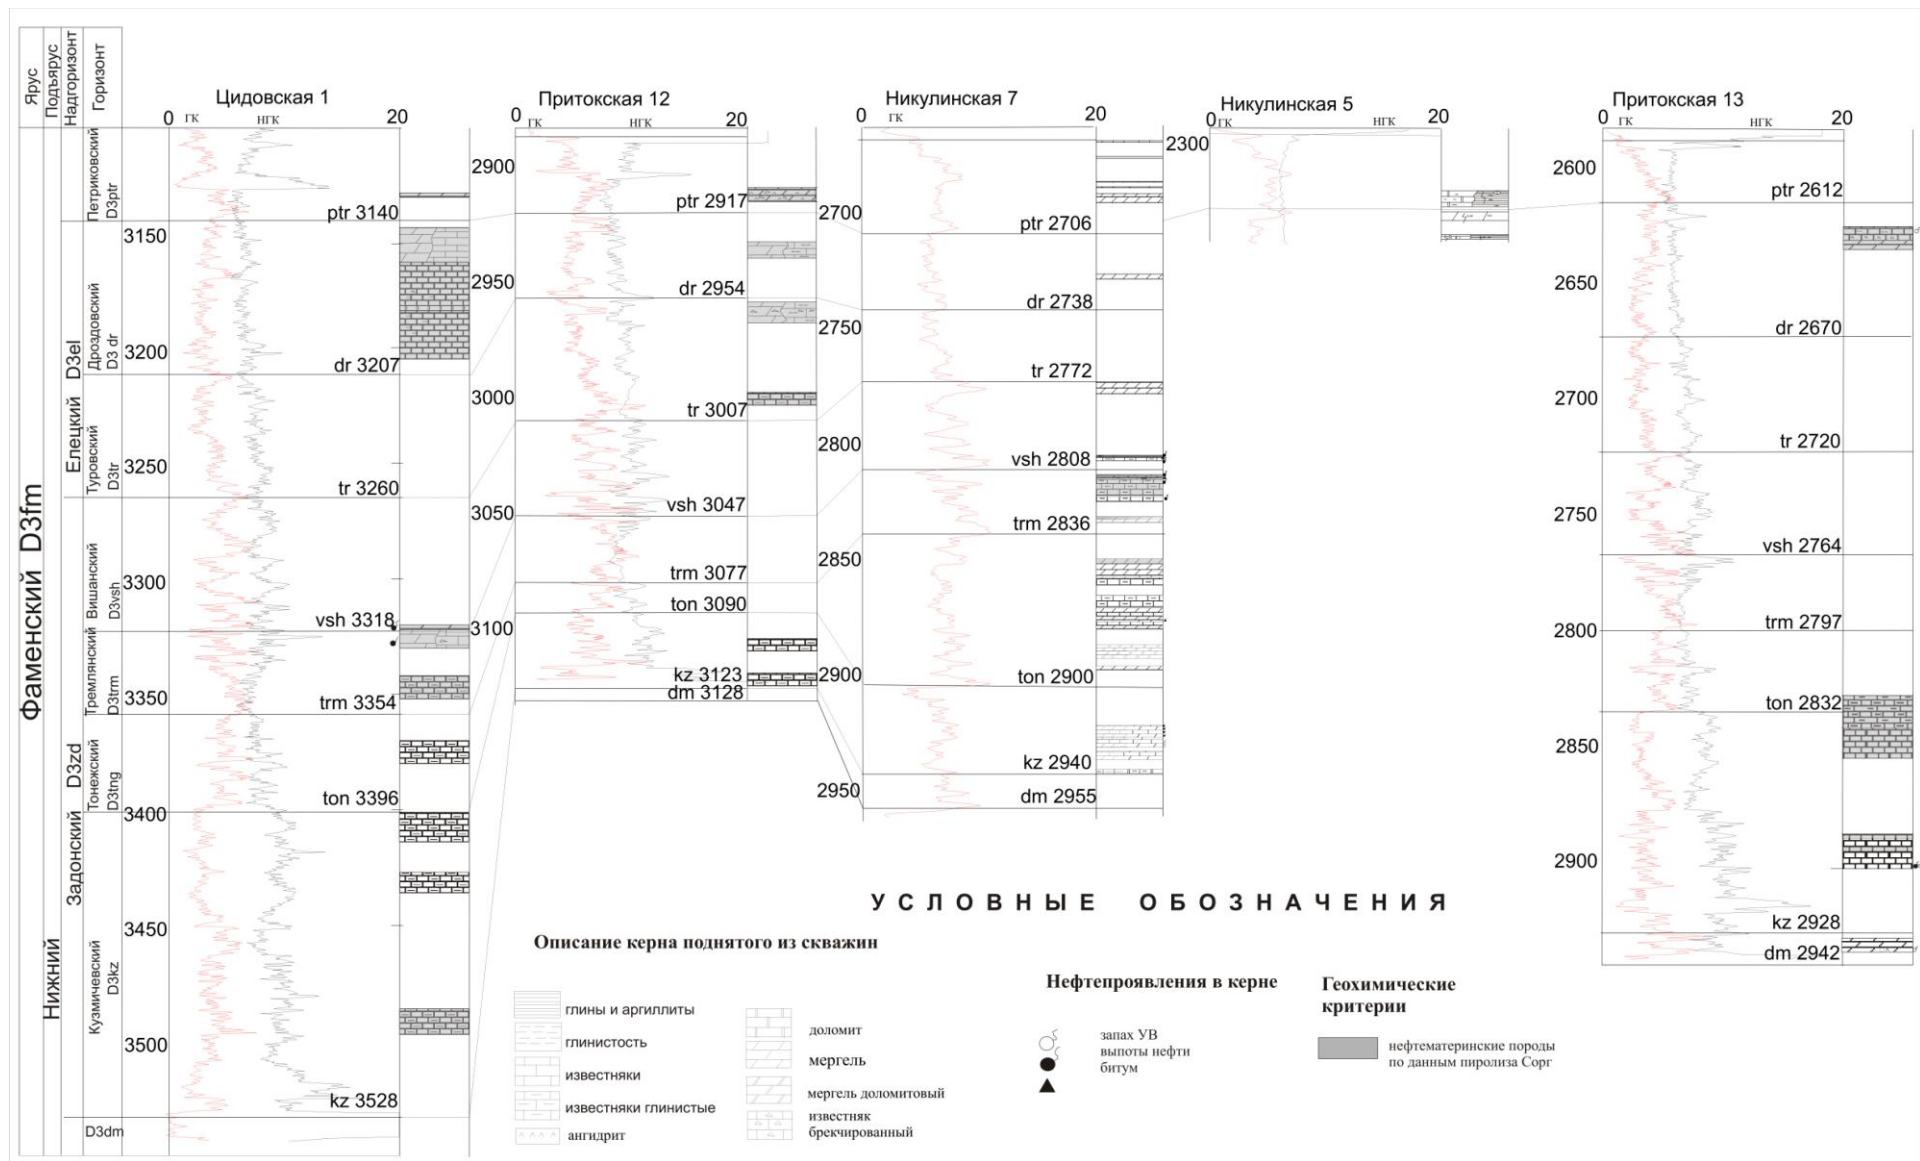 Ярус
Подъярус
Надгоризонт
Горизонт
Фаменский D3fm
Нижний
Елецкий D3el
Задонский D3zd
Петриковский
D3ptr
Дроздовский
D3 dr
Туровский
D3tr
Вишанский
D3vsh
Тремлянский
D3trm
Тонежский
D3tng
Кузмичевский
D3kz
D3dm
Цидовская 1
0 ГК НГК 20
ptr 3140
3150
3200
dr 3207
3250
tr 3260
3300
vsh 3318
3350
trm 3354
ton 3396
3400
3450
3500
kz 3528
Притокская 12
0 ГК НГК 20
2900
ptr 2917
2950
dr 2954
3000
tr 3007
3050
vsh 3047
trm 3077
ton 3090
3100
kz 3123
dm 3128
Никулинская 7
0 ГК 20
2700
ptr 2706
dr 2738
2750
tr 2772
2800
vsh 2808
trm 2836
2850
2900
ton 2900
kz 2940
2950
dm 2955
Никулинская 5
0 ГК НГК 20
2300
Притокская 13
0 ГК НГК 20
2600
ptr 2612
2650
dr 2670
2700
tr 2720
2750
vsh 2764
trm 2797
2800
ton 2832
2850
2900
kz 2928
dm 2942
УСЛОВНЫЕ ОБОЗНАЧЕНИЯ
Описание керна поднятого из скважин
глины и аргиллиты
глинистость
известняки
известняки глинистые
ангидрит
доломит
мергель
мергель доломитовый
известняк
брекчированный
Нефтепроявления в керне
запах УВ
выпоты нефти
битум
Геохимические
критерии
нефтематеринские породы
по данным пиролиза Сорг